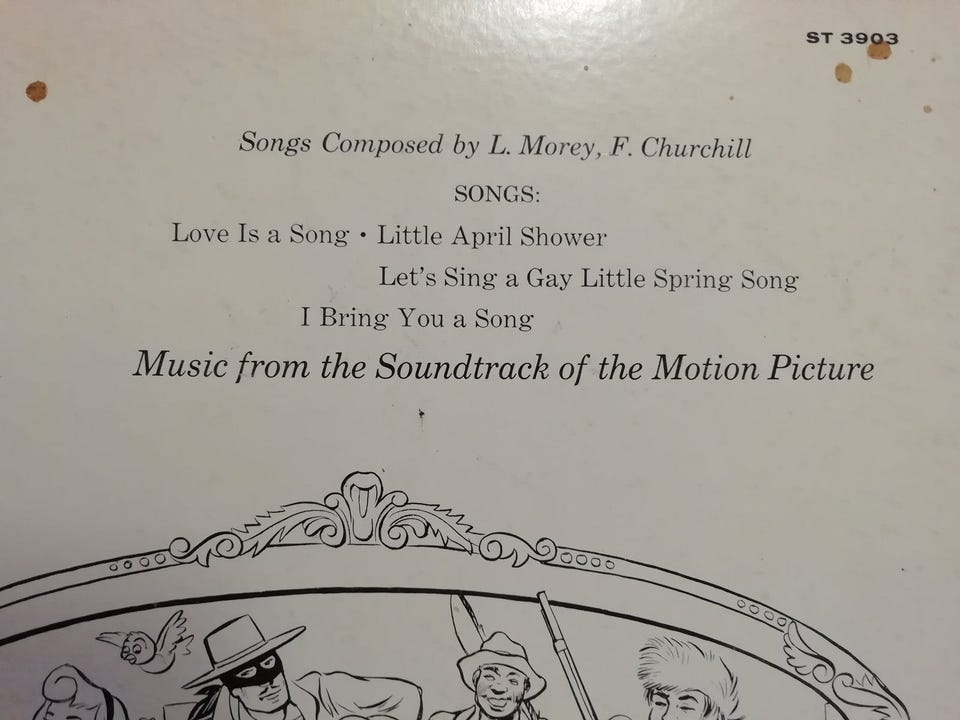 ST 3903
Songs Composed by L. Morey, F. Churchill
SONGS:
Love Is a Song • Little April Shower
Let's Sing a Gay Little Spring Song
I Bring You a Song
Music from the Soundtrack of the Motion Picture